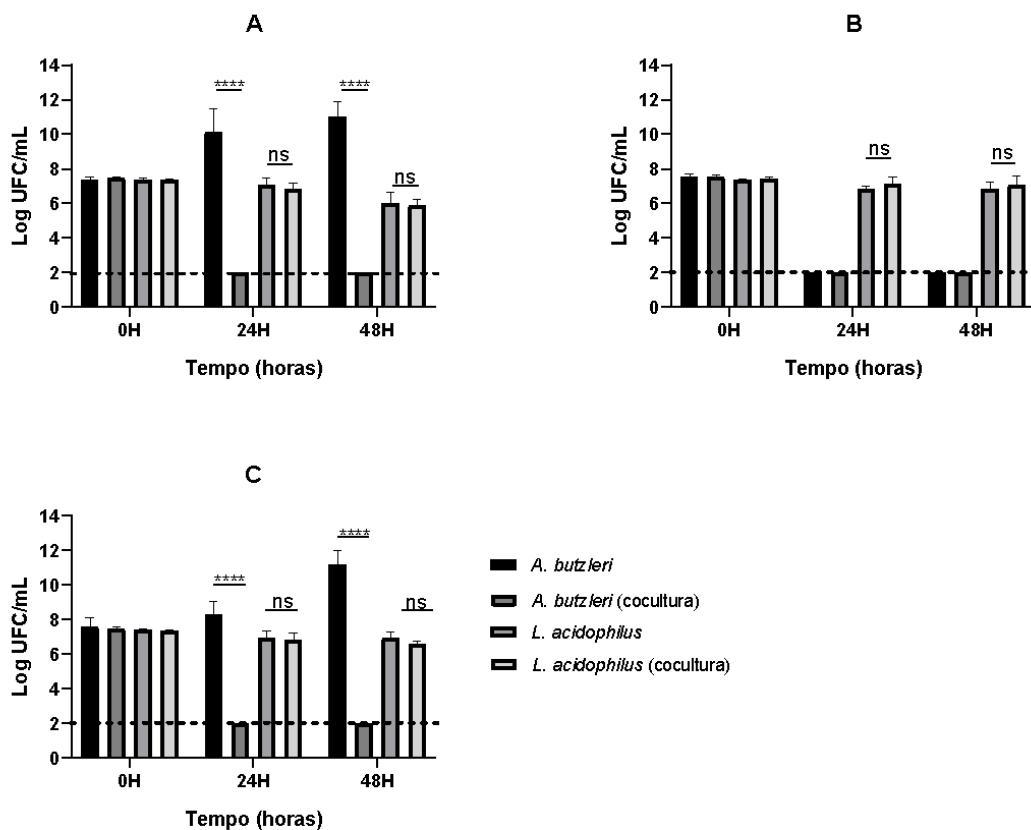 A
Log UFC/mL
14
12
10
8
6
4
2
0
****
ns
****
ns
0H
24H
48H
Tempo (horas)
B
Log UFC/mL
14
12
10
8
6
4
2
0
ns
ns
0H
24H
48H
Tempo (horas)
C
Log UFC/mL
14
12
10
8
6
4
2
0
****
ns
****
ns
0H
24H
48H
Tempo (horas)
A. butzleri
A. butzleri (cocultura)
L. acidophilus
L. acidophilus (cocultura)